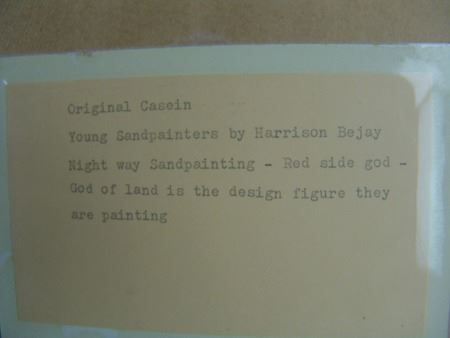 Original Casein
Young Sandpainters by Harrison Bejay
Night way Sandpainting - Red side god -
God of land is the design figure they
are painting